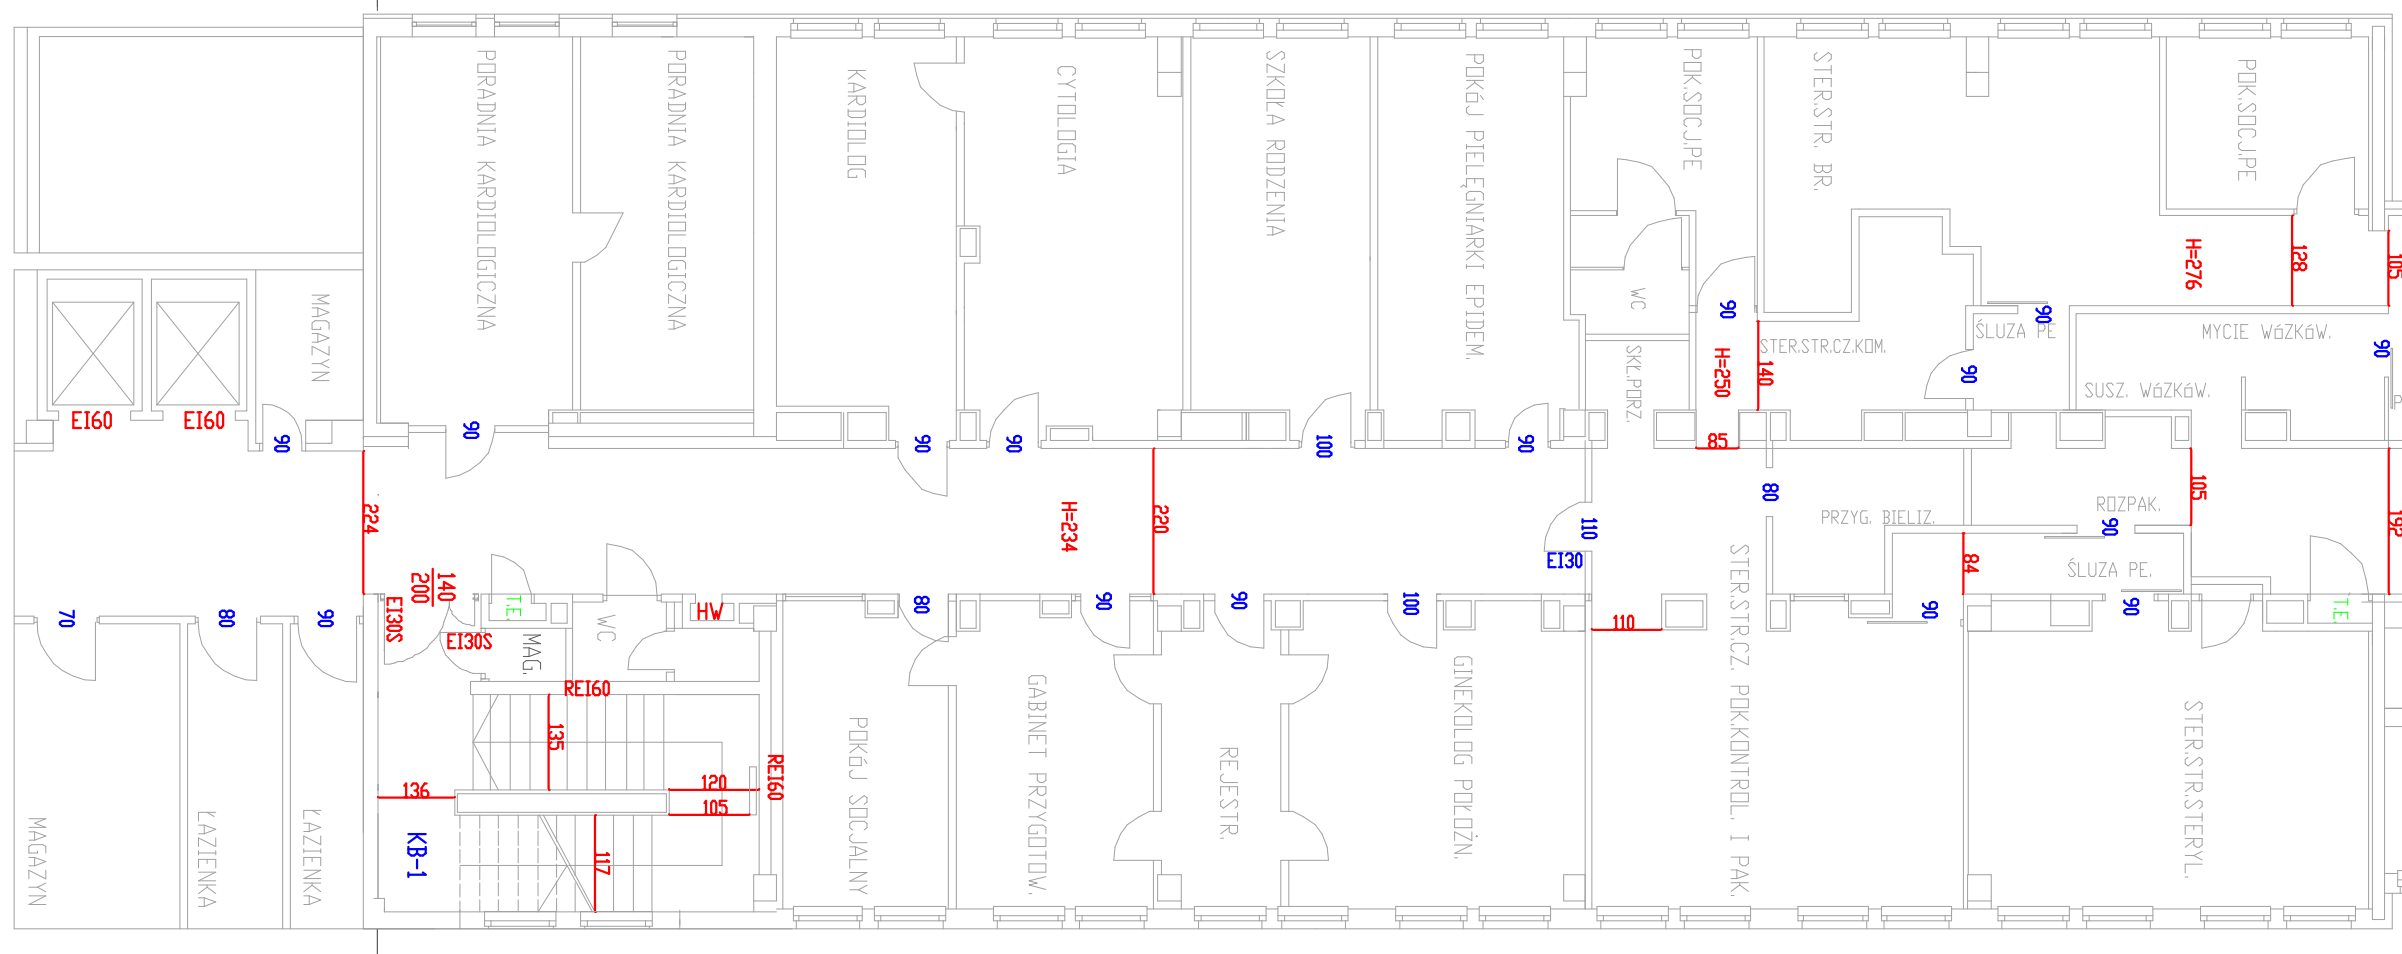 PORADNIA KARDIOLOGICZNA
PORADNIA KARDIOLOGICZNA
KARDIOLOG
CYTOLOGIA
SZKOŁA RODZENIA
POKÓJ PIELĘGNIARKI EPIDEM.
POK.SOCJ.PE
STER.STR. BR.
POK.SOCJ.PE
H=276
128
105
MAGAZYN
WC
90
ŚLUZA PE
90
MYCIE WÓZKÓW.
90
SKŁ.PORZ.
H=250
140
STER.STR.CZ.KOM.
90
SUSZ. WÓZKÓW.
P
EI60
EI60
90
90
90
90
100
90
85
224
H=234
220
110
EI30
80
PRZYG. BIELIZ.
ROZPAK.
90
105
192
84
ŚLUZA PE.
140
200
EI30S
EI30S
T.E.
MAG.
WC
HW
80
90
90
100
110
90
90
T.E.
70
80
90
REI60
135
REI60
120
105
136
117
KB-1
MAGAZYN
ŁAZIENKA
ŁAZIENKA
POKÓJ SOCJALNY
GABINET PRZYGOTOW.
REJESTR.
GINEKOLOG POŁOŻN.
STER.STR.CZ. POK.KONTROL. I PAK.
STER.STR.STERYL.